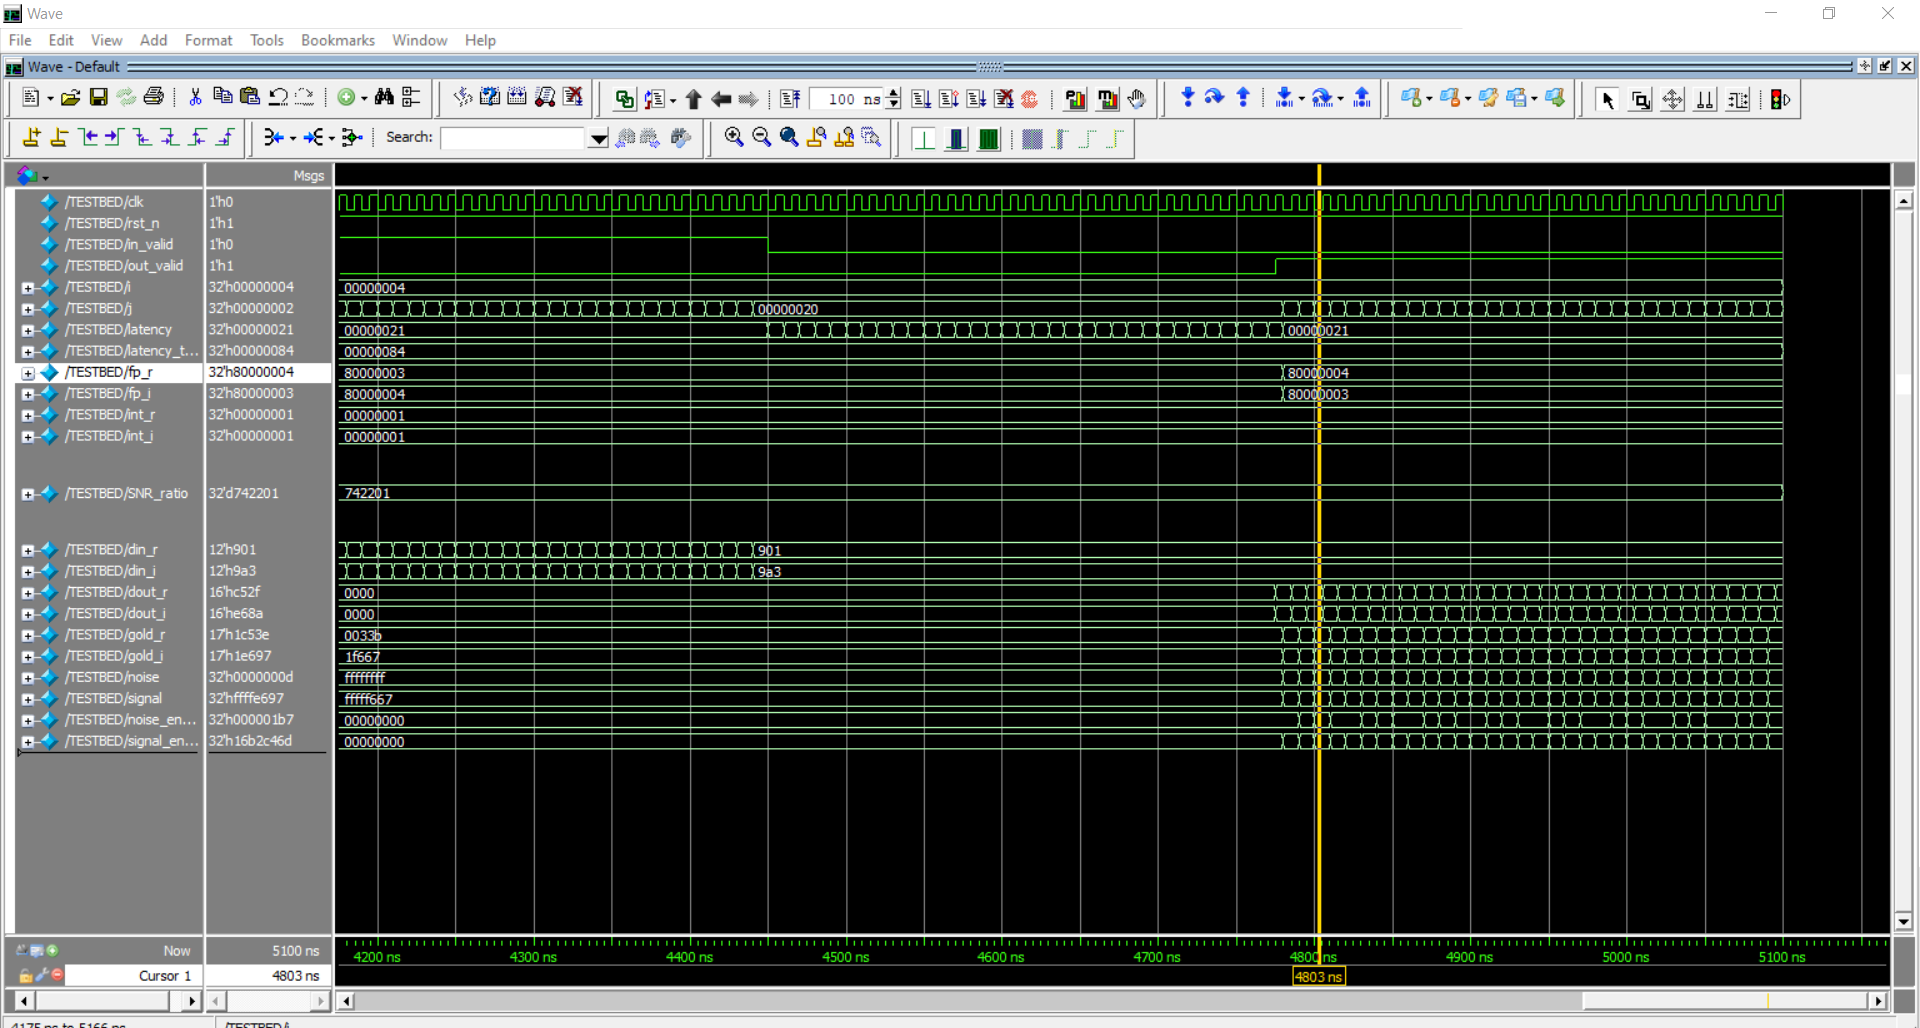 Wave
File Edit View Add Format Tools Bookmarks Window Help
Wave - Default
100 ns
Search:
Msgs
/TESTBED/clk 1'h0
/TESTBED/rst_n 1'h1
/TESTBED/in_valid 1'h0
/TESTBED/out_valid 1'h1
/TESTBED/i 32'h00000004 00000004
/TESTBED/j 32'h00000002 00000020
/TESTBED/latency 32'h00000021 00000021 00000021
/TESTBED/latency_t... 32'h00000084 00000084
/TESTBED/fp_r 32'h80000004 80000003 80000004
/TESTBED/fp_i 32'h80000003 80000004 80000003
/TESTBED/int_r 32'h00000001 00000001
/TESTBED/int_i 32'h00000001 00000001
/TESTBED/SNR_ratio 32'd742201 742201
/TESTBED/din_r 12'h901 901
/TESTBED/din_i 12'h9a3 9a3
/TESTBED/dout_r 16'hc52f 0000
/TESTBED/dout_i 16'he68a 0000
/TESTBED/gold_r 17'h1c53e 0033b
/TESTBED/gold_i 17'h1e697 1f667
/TESTBED/noise 32'h0000000d ffffffff
/TESTBED/signal 32'hffffe697 fffff667
/TESTBED/noise_en... 32'h000001b7 00000000
/TESTBED/signal_en... 32'h16b2c46d 00000000
Now 5100 ns
4200 ns 4300 ns 4400 ns 4500 ns 4600 ns 4700 ns 4800 ns 4900 ns 5000 ns 5100 ns
Cursor 1 4803 ns 4803 ns
4175 ns to 5166 ns /TESTBED/i